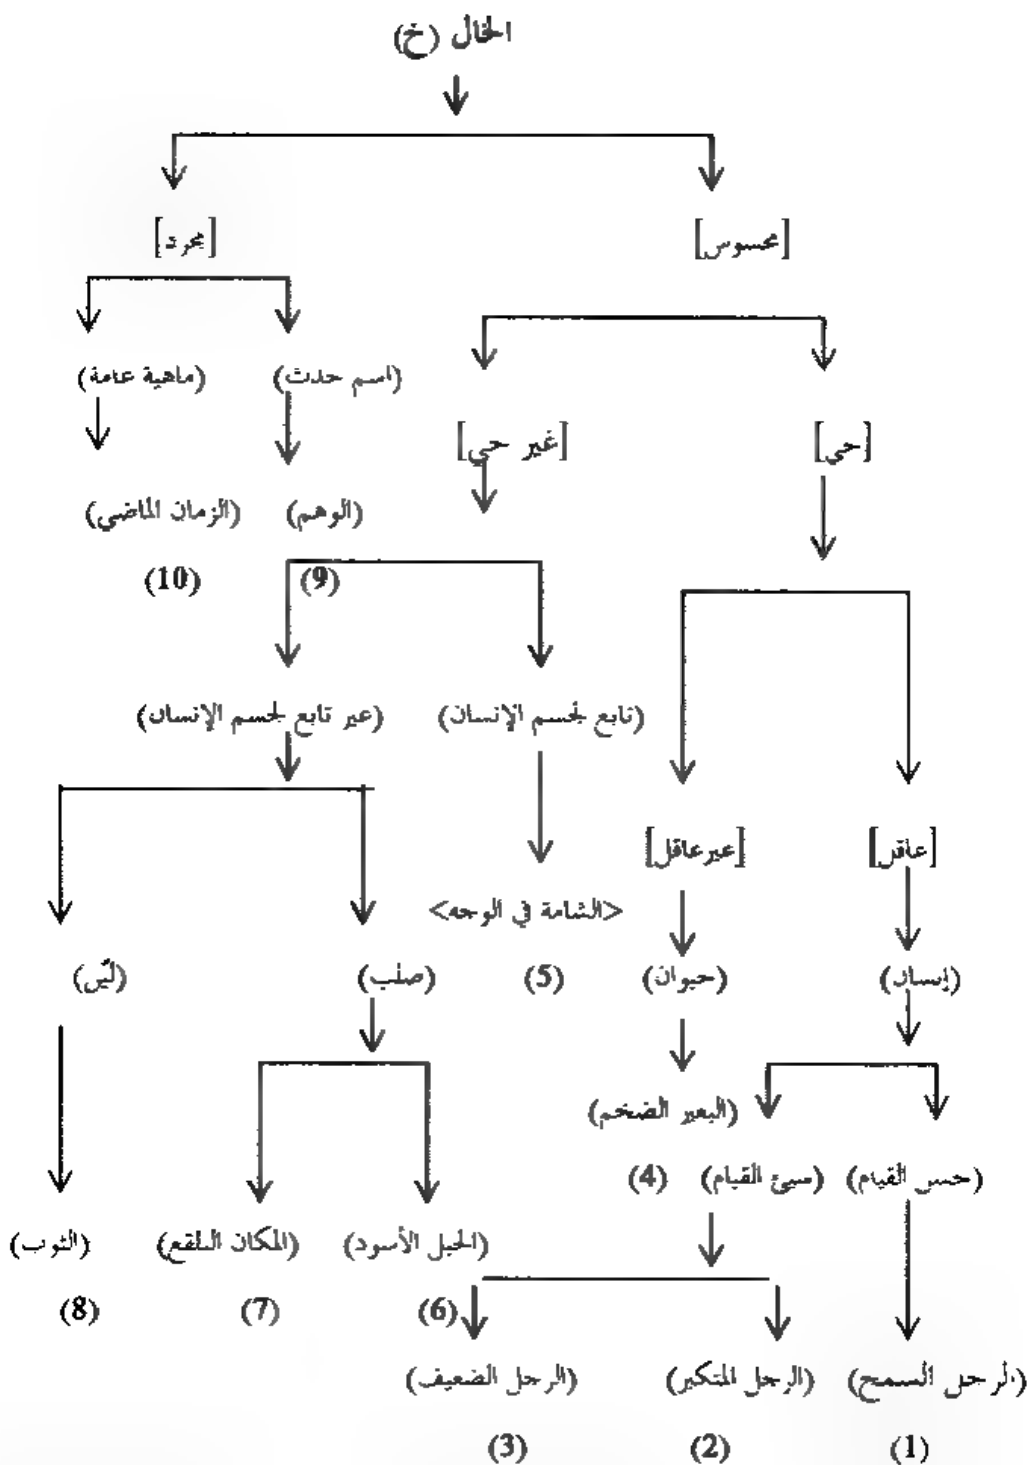 الخال (خ)
[محسوس] [مجرد]
(اسم حدث) (ماهية عامة)
[حي] [غير حي]
(الوهم) (الزمان الماضي)
(9) (10)
(تابع لجسم الإنسان) (غير تابع لجسم الإنسان)
[عاقل] [غير عاقل]
<الشامة في الوجه>
(إنسان) (حيوان) (5) (صلب) (ليّن)
(البعير الضخم)
(حسن القيام) (سيئ القيام) (4)
(الجبل الأسود) (المكان البلقع) (الثوب)
(6) (7) (8)
(الرجل السمح) (الرجل المتكبر) (الرجل الضعيف)
(1) (2) (3)